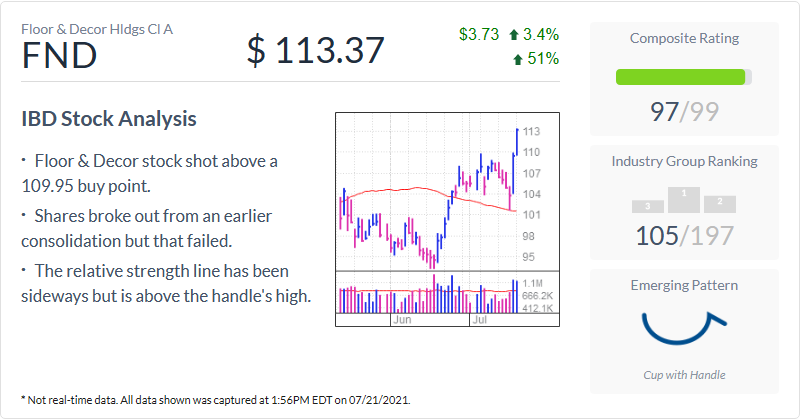 Floor & Decor Hldgs Cl A
FND
$ 113.37
$3.73 3.4%
51%
IBD Stock Analysis
· Floor & Decor stock shot above a
109.95 buy point.
· Shares broke out from an earlier
consolidation but that failed.
· The relative strength line has been
sideways but is above the handle's high.
113
110
107
104
101
98
95
1.1M
666.2K
412.1K
Jun
Jul
Composite Rating
97/99
Industry Group Ranking
3
1
2
105/197
Emerging Pattern
Cup with Handle
* Not real-time data. All data shown was captured at 1:56PM EDT on 07/21/2021.